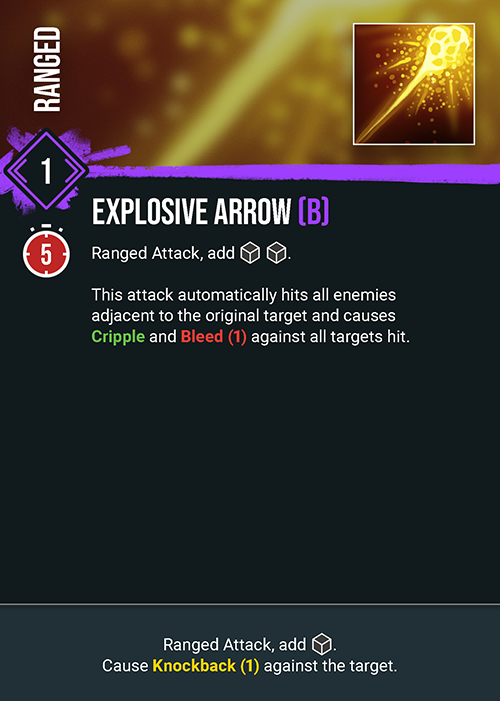 RANGED
1
EXPLOSIVE ARROW (B)
5
Ranged Attack, add .
This attack automatically hits all enemies
adjacent to the original target and causes
Cripple and Bleed (1) against all targets hit.
Ranged Attack, add .
Cause Knockback (1) against the target.